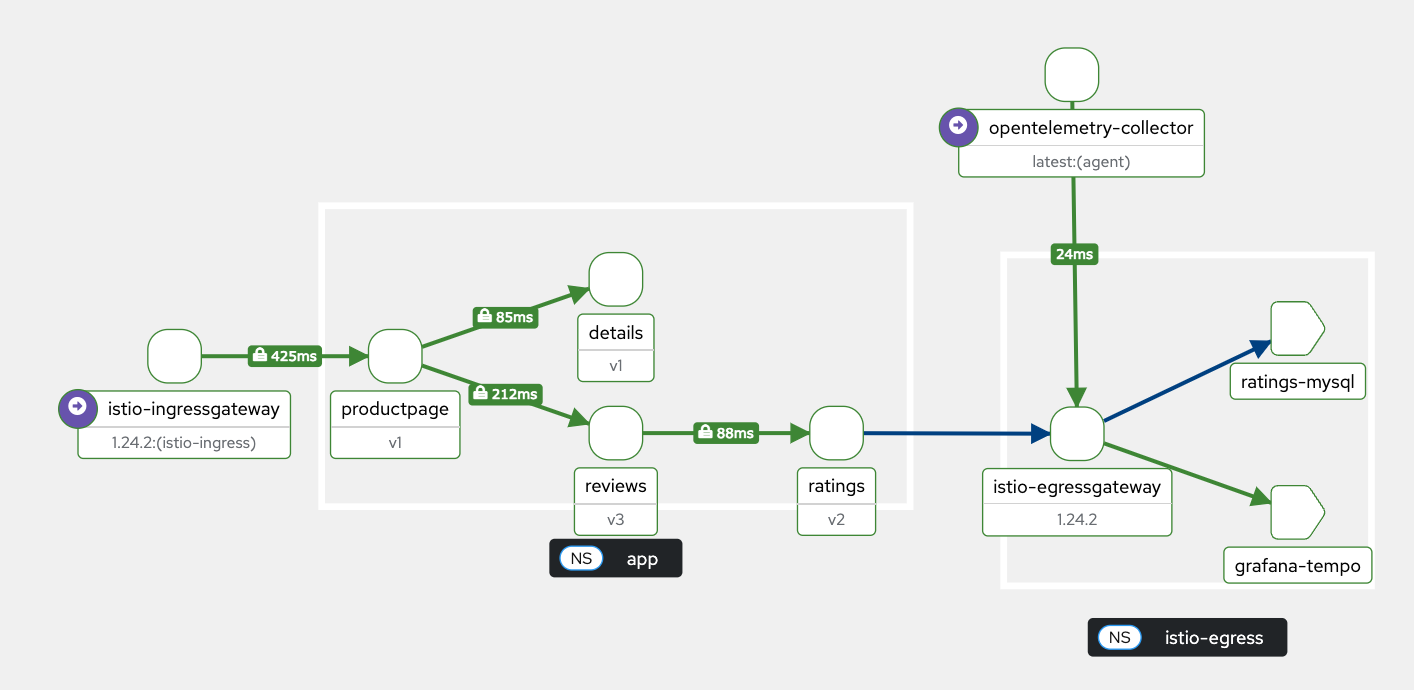 opentelemetry-collector
latest:(agent)
24ms
85ms
details
v1
425ms
istio-ingressgateway
1.24.2:(istio-ingress)
productpage
v1
212ms
reviews
v3
88ms
ratings
v2
NS app
ratings-mysql
istio-egressgateway
1.24.2
grafana-tempo
NS istio-egress